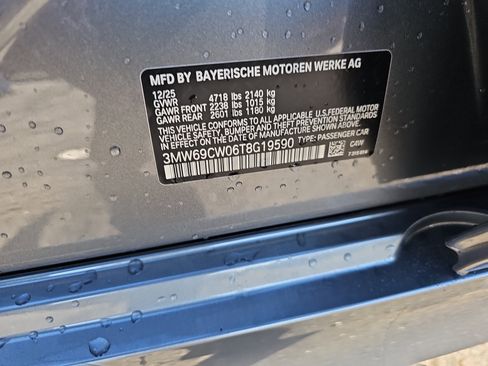 MFD BY BAYERISCHE MOTOREN WERKE AG
12/25
GVWR 4718 lbs 2140 kg
GAWR FRONT 2238 lbs 1015 kg
GAWR REAR 2601 lbs 1180 kg
THIS VEHICLE CONFORMS TO ALL APPLICABLE U.S. FEDERAL MOTOR
VEHICLE SAFETY, BUMPER, AND THEFT PREVENTION STANDARDS
IN EFFECT ON THE DATE OF MANUFACTURE SHOWN ABOVE.
3MW69CW06T8G19590 TYPE: PASSENGER CAR
C4W